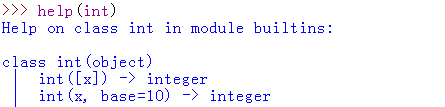 >>> help(int)
Help on class int in module builtins:

class int(object)
 |  int([x]) -> integer
 |  int(x, base=10) -> integer